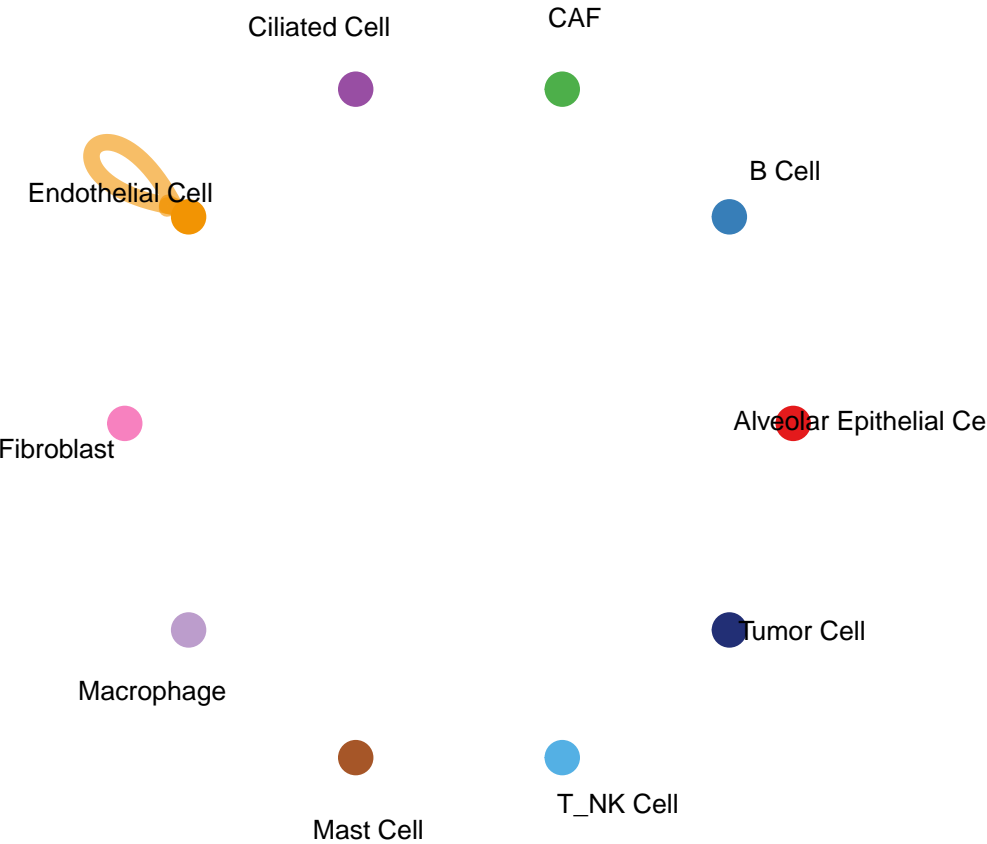 CAF
Ciliated Cell
B Cell
Endothelial Cell
Alveolar Epithelial Ce
Fibroblast
Tumor Cell
Macrophage
T_NK Cell
Mast Cell